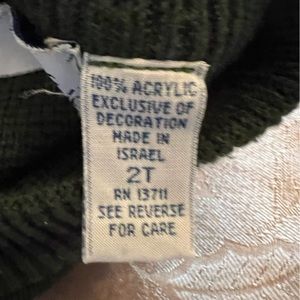 100% ACRYLIC
EXCLUSIVE OF
DECORATION
MADE IN
ISRAEL
2T
RN 13711
SEE REVERSE
FOR CARE